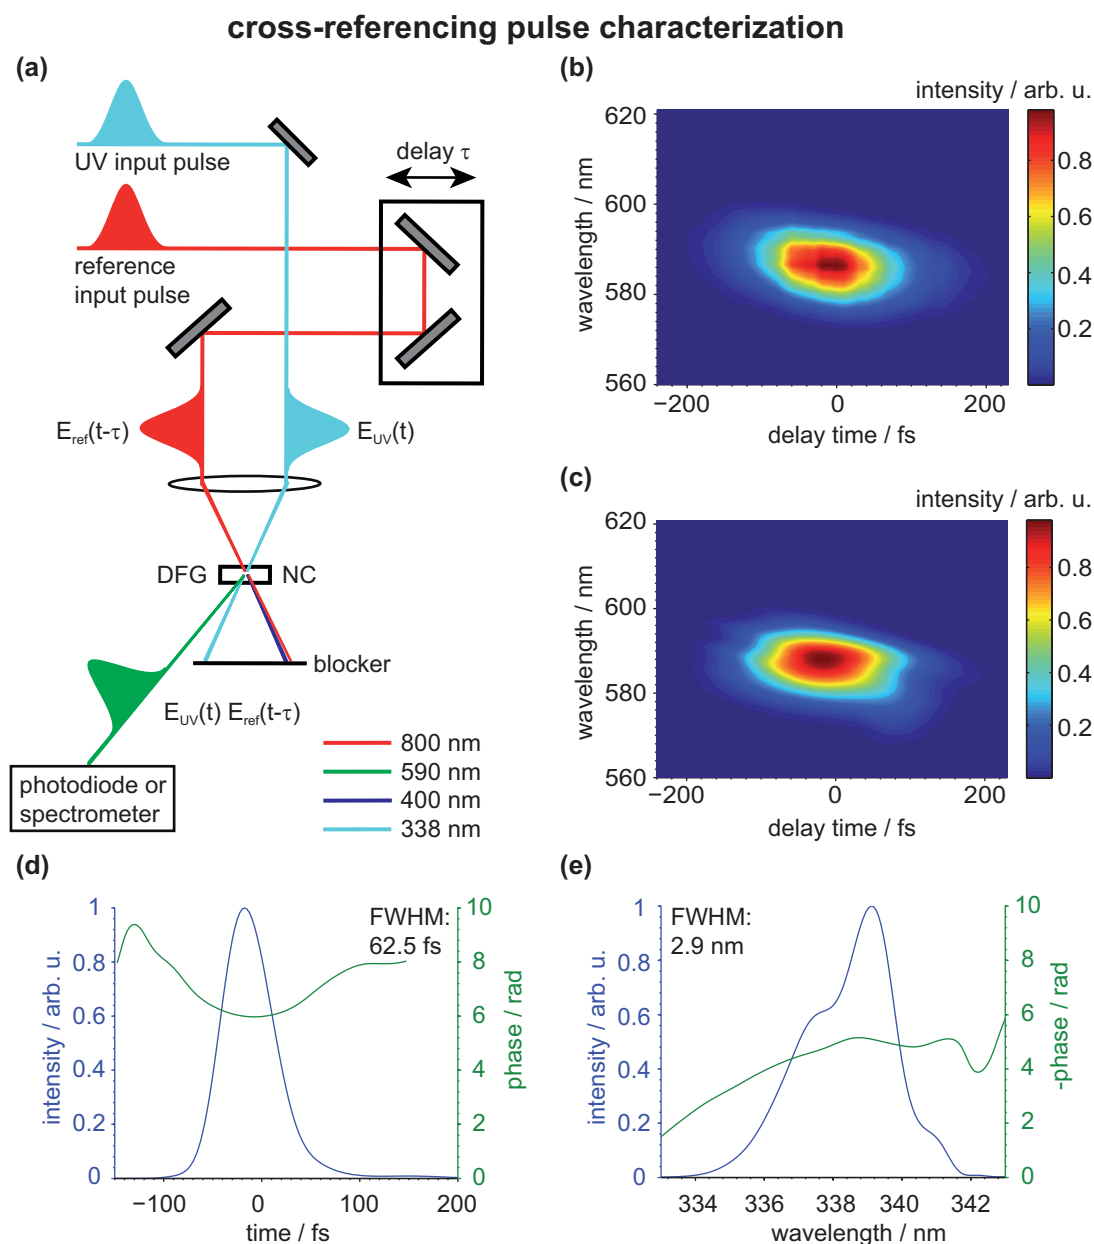 cross-referencing pulse characterization
(a)
UV input pulse
delay τ
reference
input pulse
E_ref(t-τ)
E_UV(t)
DFG
NC
blocker
E_UV(t) E_ref(t-τ)
photodiode or
spectrometer
800 nm
590 nm
400 nm
338 nm
(b)
intensity / arb. u.
620
600
580
560
wavelength / nm
−200
0
200
delay time / fs
0.8
0.6
0.4
0.2
(c)
intensity / arb. u.
620
600
580
560
wavelength / nm
−200
0
200
delay time / fs
0.8
0.6
0.4
0.2
(d)
1
0.8
0.6
0.4
0.2
0
intensity / arb. u.
FWHM:
62.5 fs
10
8
6
4
2
0
phase / rad
−100
0
100
200
time / fs
(e)
1
0.8
0.6
0.4
0.2
0
intensity / arb. u.
FWHM:
2.9 nm
10
8
6
4
2
0
-phase / rad
334
336
338
340
342
wavelength / nm